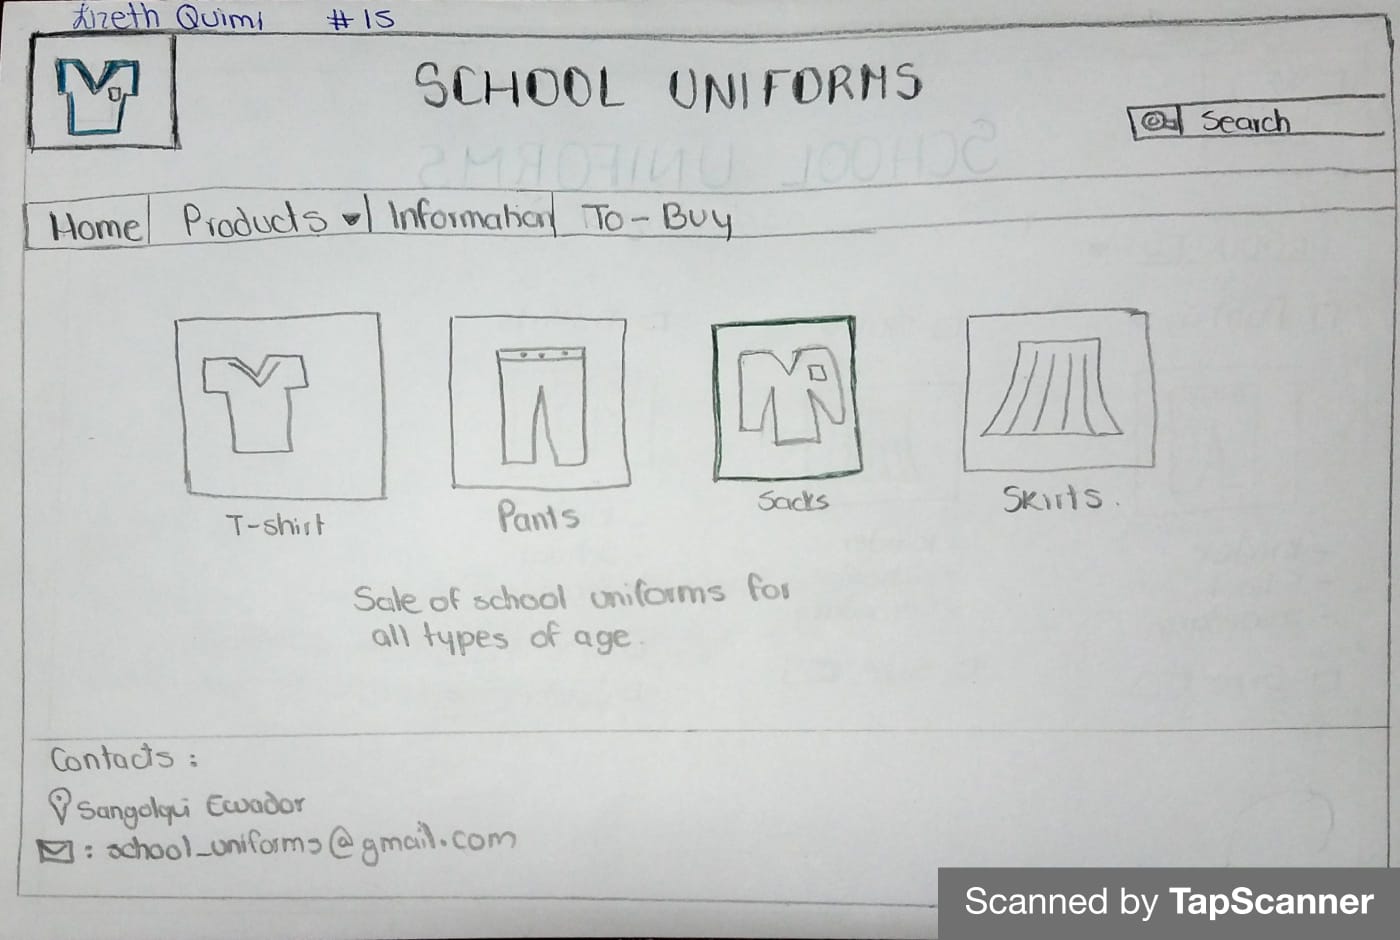 Lizeth Quimi #15
SCHOOL UNIFORMS
Search
Home Products Information To-Buy
T-shirt Pants Sacks Skirts.
Sale of school uniforms for
all types of age.
Contacts :
Sangolqui Ecuador
: school_uniforms@gmail.com
Scanned by TapScanner